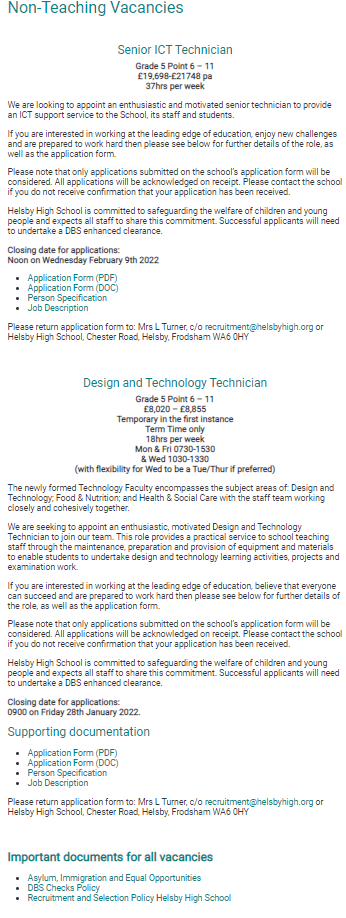 Non-Teaching Vacancies
Senior ICT Technician
Grade 5 Point 6 – 11
£19,698-£21748 pa
37hrs per week
We are looking to appoint an enthusiastic and motivated senior technician to provide
an ICT support service to the School, its staff and students.
If you are interested in working at the leading edge of education, enjoy new challenges
and are prepared to work hard then please see below for further details of the role, as
well as the application form.
Please note that only applications submitted on the school's application form will be
considered. All applications will be acknowledged on receipt. Please contact the school
if you do not receive confirmation that your application has been received.
Helsby High School is committed to safeguarding the welfare of children and young
people and expects all staff to share this commitment. Successful applicants will need
to undertake a DBS enhanced clearance.
Closing date for applications:
Noon on Wednesday February 9th 2022
• Application Form (PDF)
• Application Form (DOC)
• Person Specification
• Job Description
Please return application form to: Mrs L Turner, c/o recruitment@helsbyhigh.org or
Helsby High School, Chester Road, Helsby, Frodsham WA6 0HY
Design and Technology Technician
Grade 5 Point 6 – 11
£8,020 – £8,855
Temporary in the first instance
Term Time only
18hrs per week
Mon & Fri 0730-1530
& Wed 1030-1330
(with flexibility for Wed to be a Tue/Thur if preferred)
The newly formed Technology Faculty encompasses the subject areas of: Design and
Technology; Food & Nutrition; and Health & Social Care with the staff team working
closely and cohesively together.
We are seeking to appoint an enthusiastic, motivated Design and Technology
Technician to join our team. This role provides a practical service to school teaching
staff through the maintenance, preparation and provision of equipment and materials
to enable students to undertake design and technology learning activities, projects and
examination work.
If you are interested in working at the leading edge of education, believe that everyone
can succeed and are prepared to work hard then please see below for further details of
the role, as well as the application form.
Please note that only applications submitted on the school's application form will be
considered. All applications will be acknowledged on receipt. Please contact the school
if you do not receive confirmation that your application has been received.
Helsby High School is committed to safeguarding the welfare of children and young
people and expects all staff to share this commitment. Successful applicants will need
to undertake a DBS enhanced clearance.
Closing date for applications:
0900 on Friday 28th January 2022.
Supporting documentation
• Application Form (PDF)
• Application Form (DOC)
• Person Specification
• Job Description
Please return application form to: Mrs L Turner, c/o recruitment@helsbyhigh.org or
Helsby High School, Chester Road, Helsby, Frodsham WA6 0HY
Important documents for all vacancies
• Asylum, Immigration and Equal Opportunities
• DBS Checks Policy
• Recruitment and Selection Policy Helsby High School